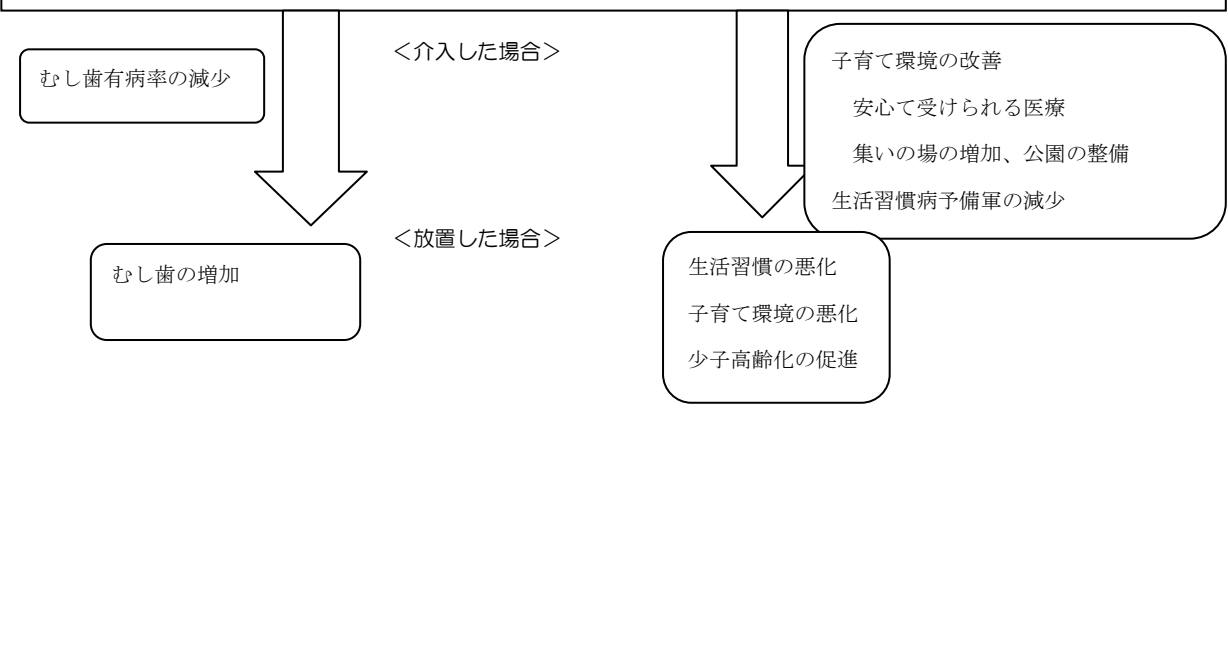 ＜介入した場合＞
むし歯有病率の減少
子育て環境の改善
安心て受けられる医療
集いの場の増加、公園の整備
生活習慣病予備軍の減少
＜放置した場合＞
むし歯の増加
生活習慣の悪化
子育て環境の悪化
少子高齢化の促進